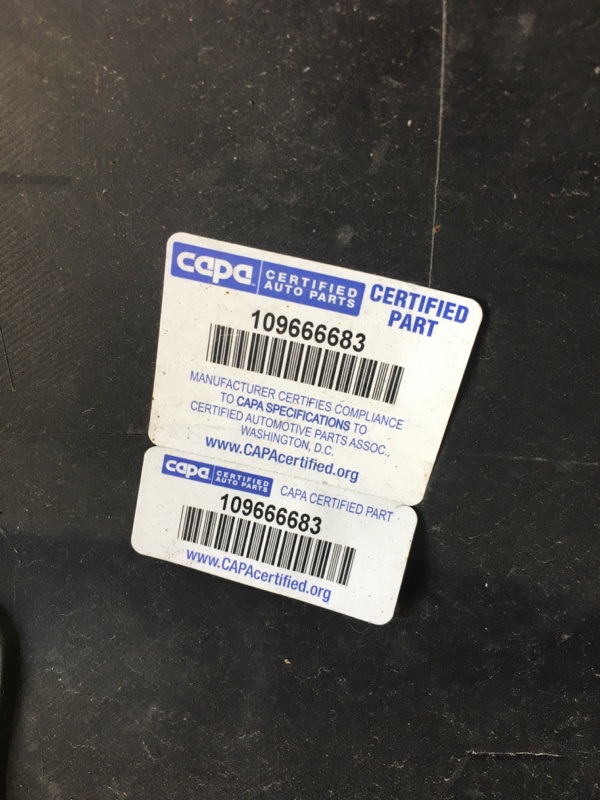 capa CERTIFIED AUTO PARTS
CERTIFIED PART
109666683
MANUFACTURER CERTIFIES COMPLIANCE
TO CAPA SPECIFICATIONS TO
CERTIFIED AUTOMOTIVE PARTS ASSOC.,
WASHINGTON, D.C.
www.CAPAcertified.org
capa CERTIFIED AUTO PARTS CAPA CERTIFIED PART
109666683
www.CAPAcertified.org